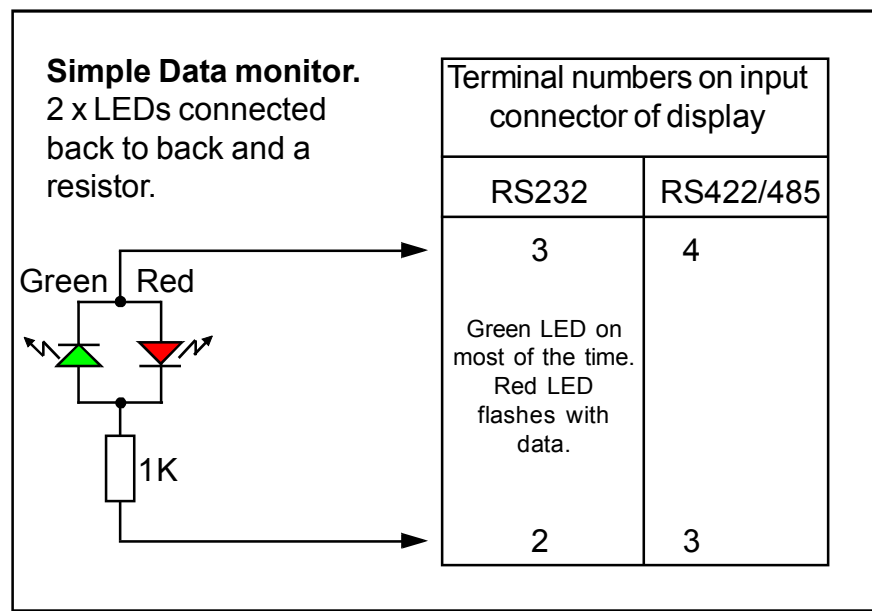 Simple Data monitor.
2 x LEDs connected
back to back and a
resistor.
Green Red
1K
Terminal numbers on input
connector of display
RS232 RS422/485
3 4
Green LED on
most of the time.
Red LED
flashes with
data.
2 3